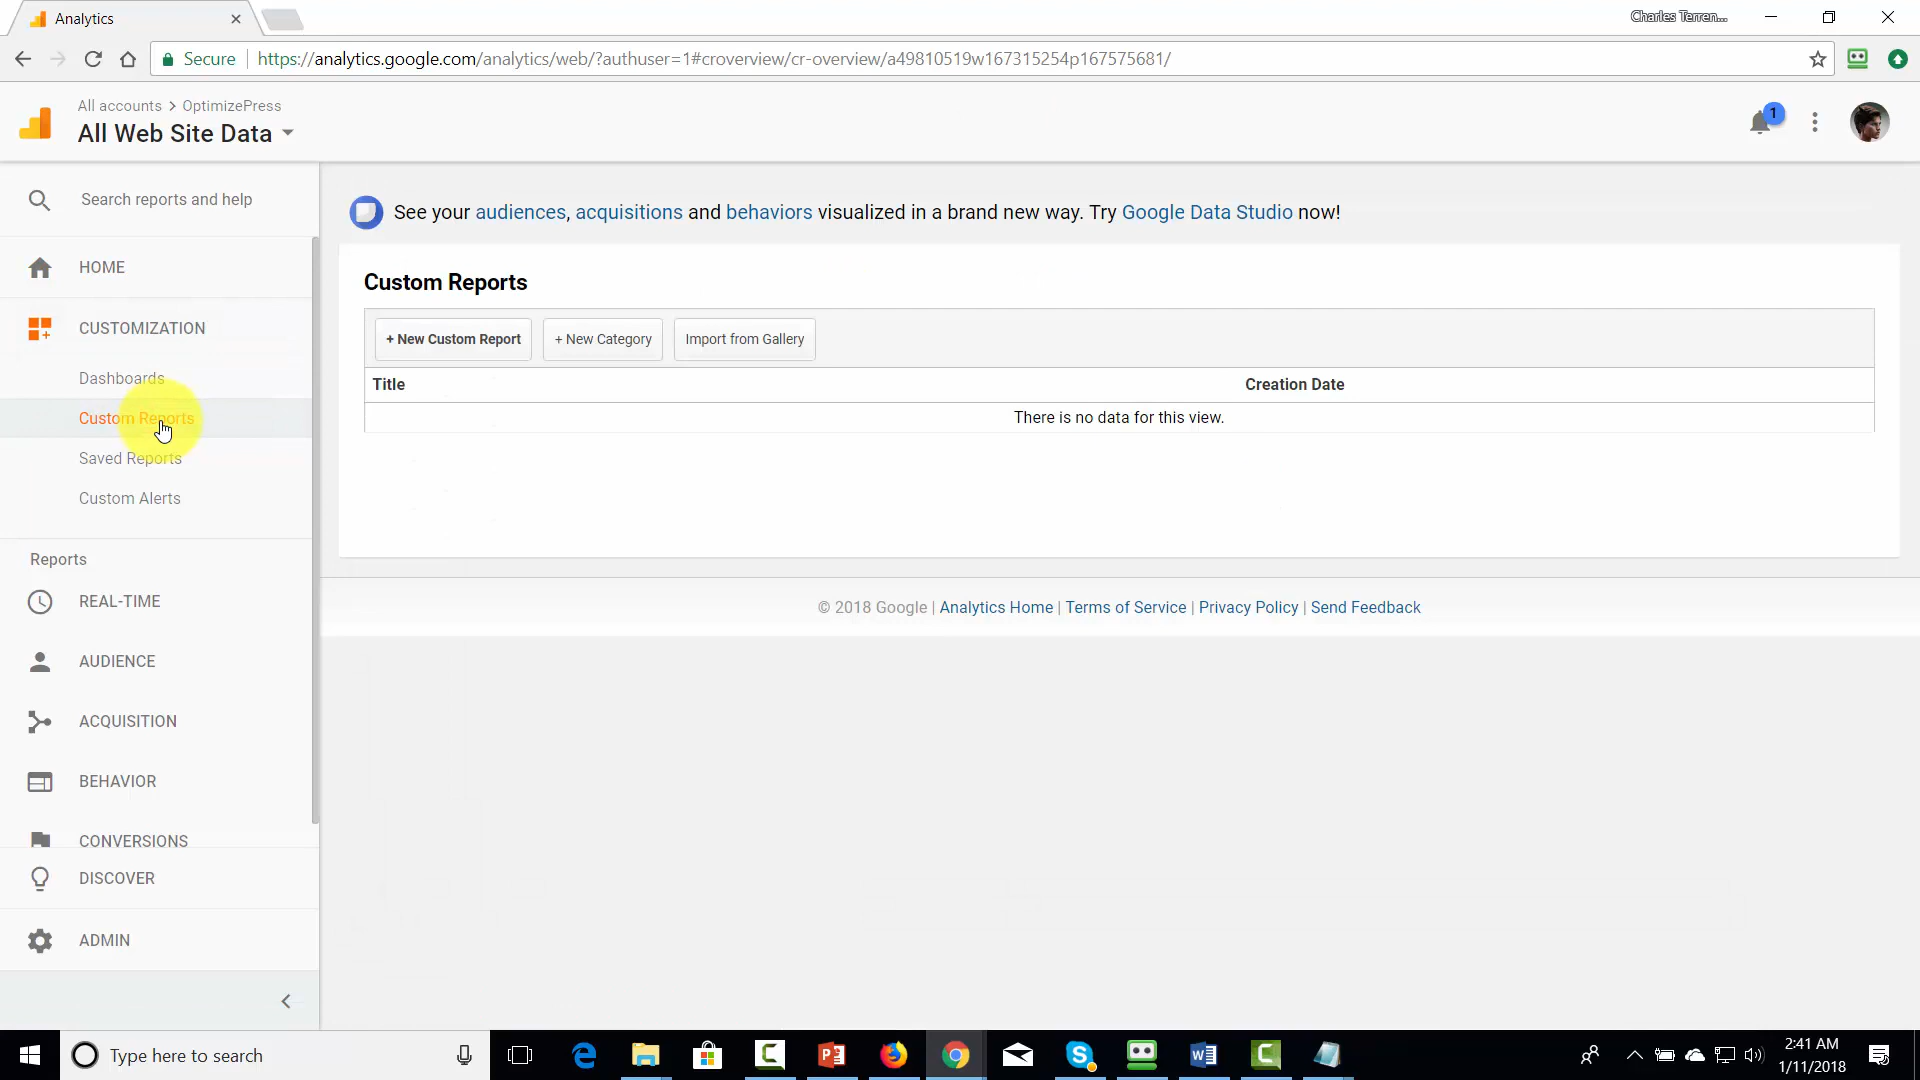 Analytics
Charles Terren...
Secure
https://analytics.google.com/analytics/web/?authuser=1#croverview/cr-overview/a49810519w167315254p167575681/
All accounts > OptimizePress
All Web Site Data
1
Search reports and help
See your audiences, acquisitions and behaviors visualized in a brand new way. Try Google Data Studio now!
HOME
Custom Reports
CUSTOMIZATION
+ New Custom Report
+ New Category
Import from Gallery
Dashboards
Title
Creation Date
Custom Reports
There is no data for this view.
Saved Reports
Custom Alerts
Reports
REAL-TIME
© 2018 Google | Analytics Home | Terms of Service | Privacy Policy | Send Feedback
AUDIENCE
ACQUISITION
BEHAVIOR
CONVERSIONS
DISCOVER
ADMIN
Type here to search
2:41 AM
1/11/2018